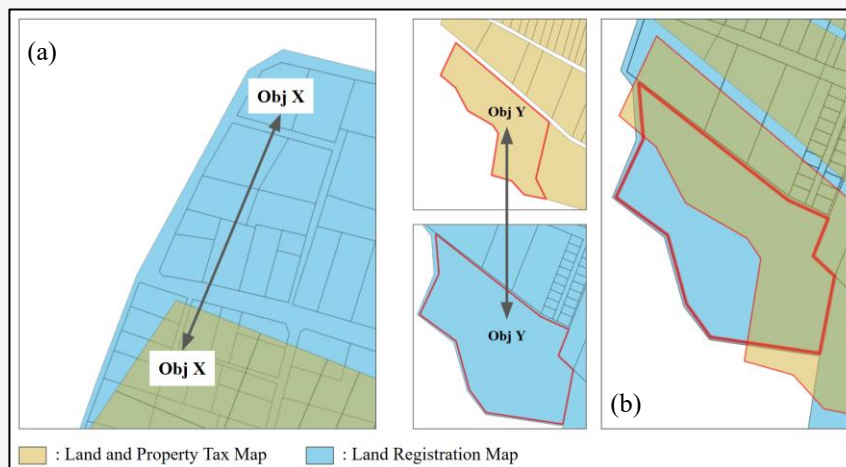 (a)
Obj X
Obj X
Obj Y
Obj Y
(b)
: Land and Property Tax Map : Land Registration Map